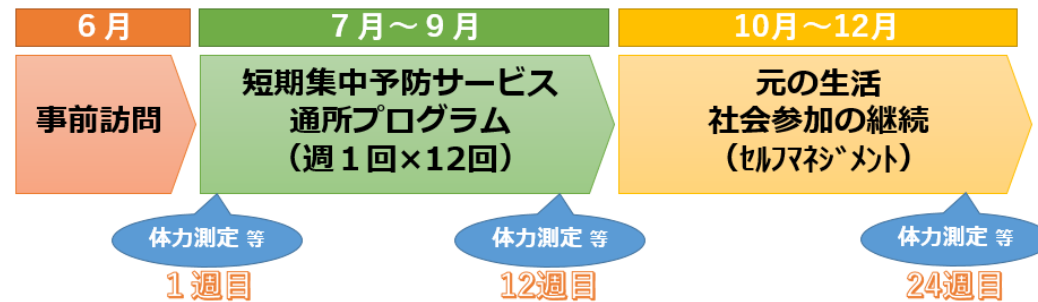 ６月
７月～９月
10月～12月
事前訪問
短期集中予防サービス
通所プログラム
（週１回×12回）
元の生活
社会参加の継続
（ｾﾙﾌﾏﾈｼﾞﾒﾝﾄ）
体力測定 等
１週目
体力測定 等
12週目
体力測定 等
24週目